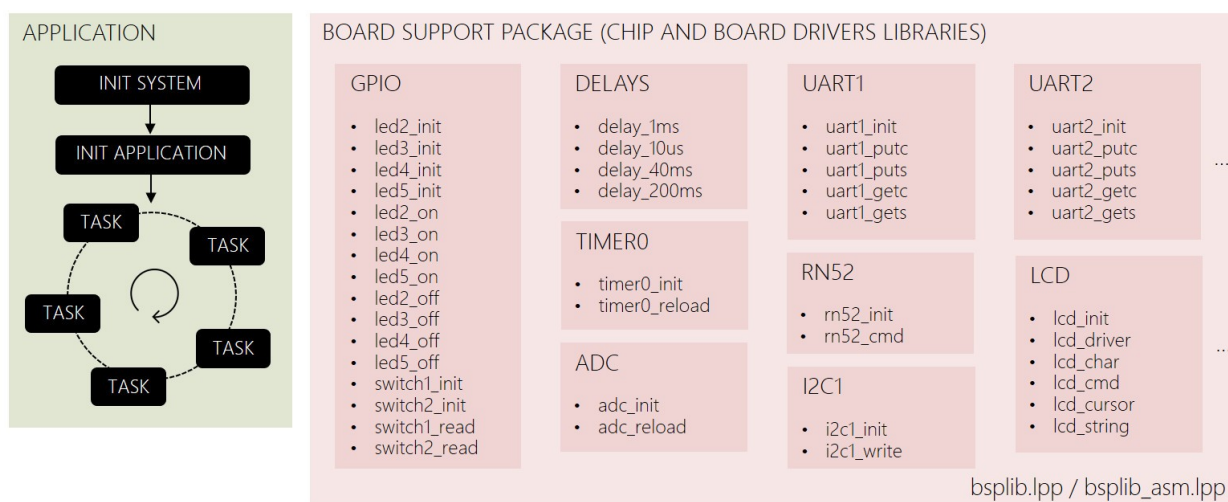 APPLICATION
INIT SYSTEM
INIT APPLICATION
TASK
TASK
TASK
TASK
TASK
BOARD SUPPORT PACKAGE (CHIP AND BOARD DRIVERS LIBRARIES)
GPIO
• led2_init
• led3_init
• led4_init
• led5_init
• led2_on
• led3_on
• led4_on
• led5_on
• led2_off
• led3_off
• led4_off
• led5_off
• switch1_init
• switch2_init
• switch1_read
• switch2_read
DELAYS
• delay_1ms
• delay_10us
• delay_40ms
• delay_200ms
TIMER0
• timer0_init
• timer0_reload
ADC
• adc_init
• adc_reload
UART1
• uart1_init
• uart1_putc
• uart1_puts
• uart1_getc
• uart1_gets
RN52
• rn52_init
• rn52_cmd
I2C1
• i2c1_init
• i2c1_write
UART2
• uart2_init
• uart2_putc
• uart2_puts
• uart2_getc
• uart2_gets
...
LCD
• lcd_init
• lcd_driver
• lcd_char
• lcd_cmd
• lcd_cursor
• lcd_string
...
bsplib.lpp / bsplib_asm.lpp